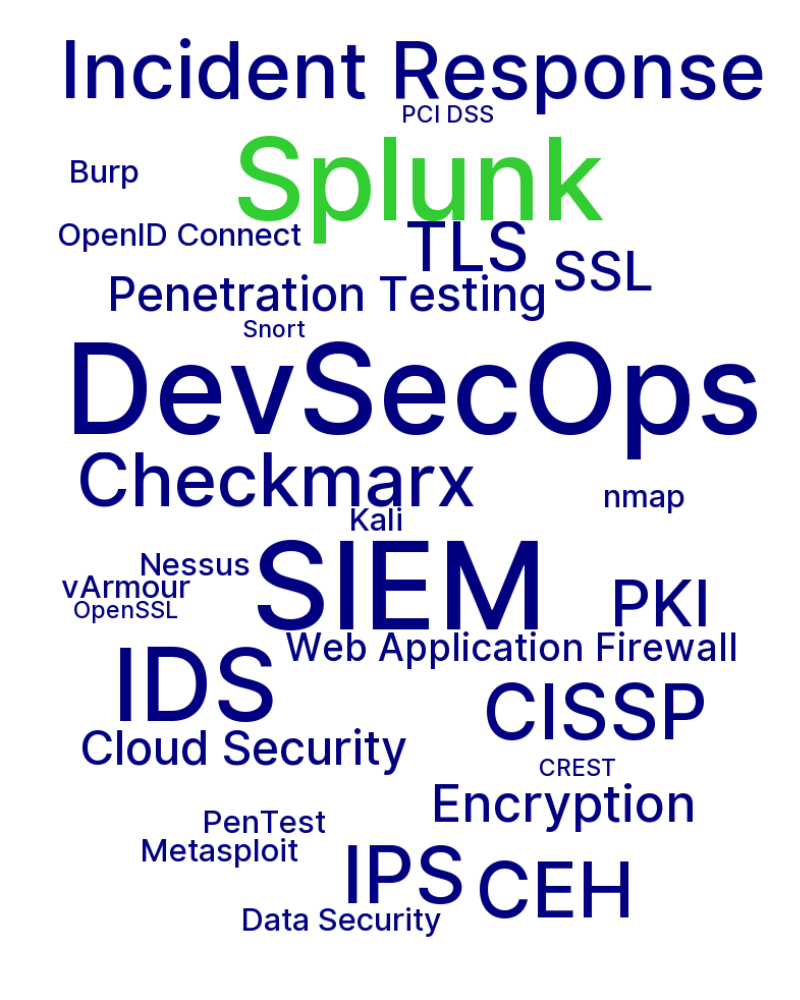 Incident Response
PCI DSS
Splunk
Burp
OpenID Connect
TLS
SSL
Penetration Testing
Snort
DevSecOps
Checkmarx
nmap
Kali
SIEM
Nessus
vArmour
OpenSSL
PKI
Web Application Firewall
IDS
CISSP
Cloud Security
CREST
Encryption
PenTest
Metasploit
IPS
CEH
Data Security